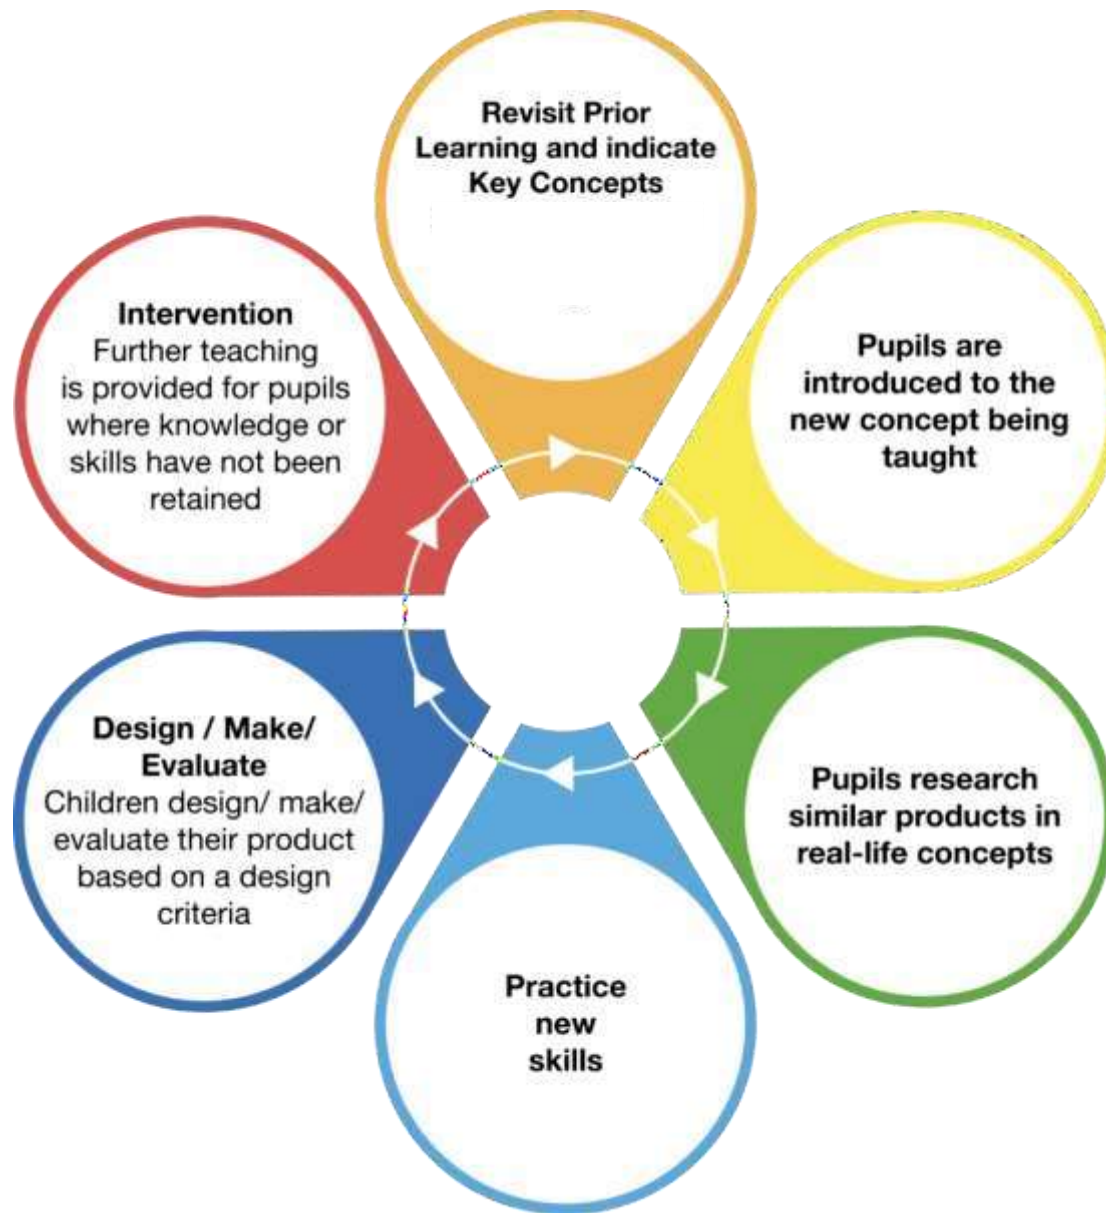 Revisit Prior
Learning and indicate
Key Concepts
Pupils are
introduced to the
new concept being
taught
Pupils research
similar products in
real-life concepts
Practice
new
skills
Design / Make/
Evaluate
Children design/ make/
evaluate their product
based on a design
criteria
Intervention
Further teaching
is provided for pupils
where knowledge or
skills have not been
retained